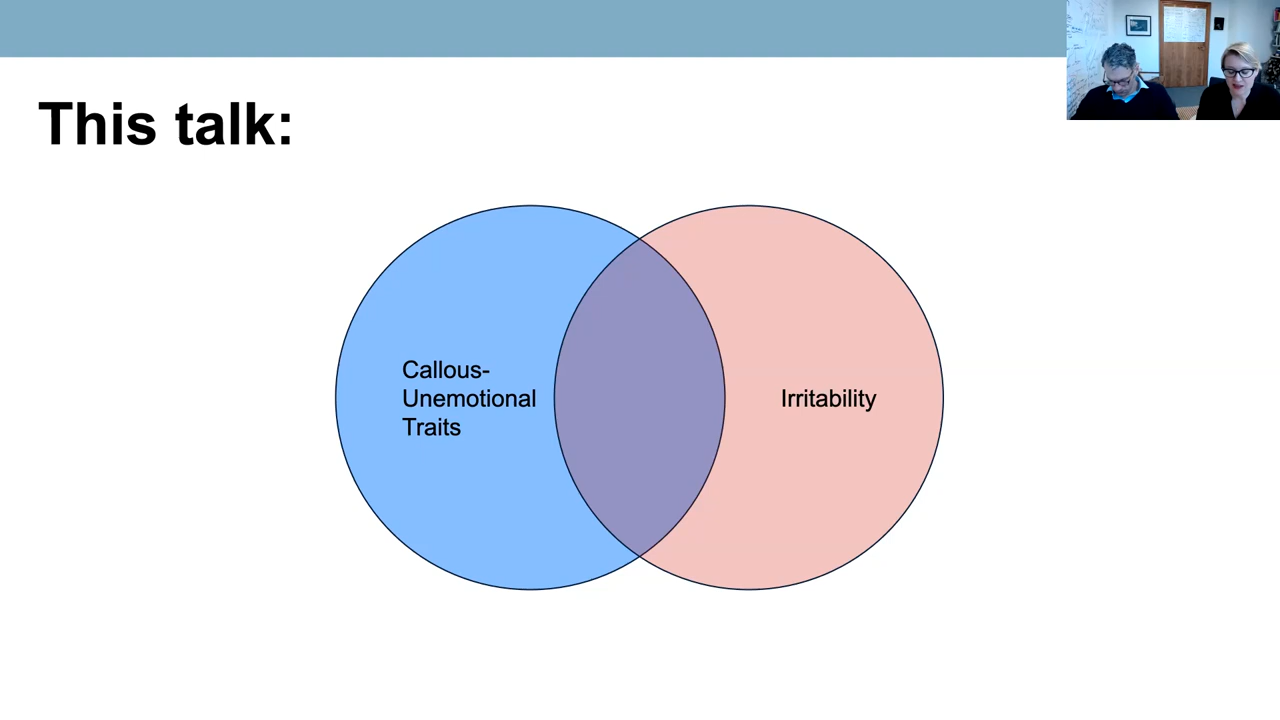 This talk:
Callous-
Unemotional
Traits
Irritability